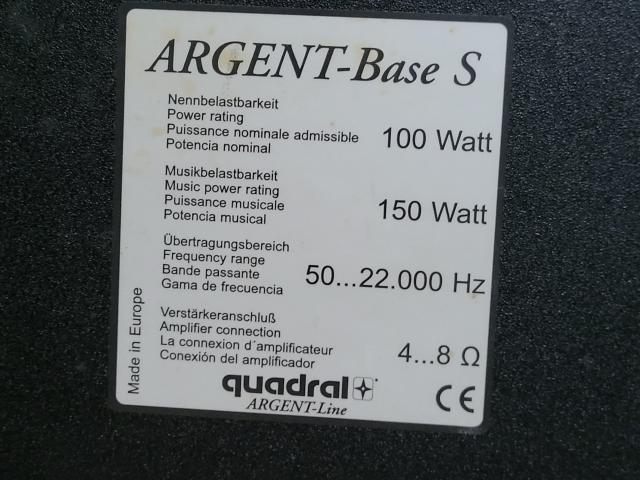 ARGENT-Base S
Nennbelastbarkeit
Power rating
Puissance nominale admissible
Potencia nominal
100 Watt
Musikbelastbarkeit
Music power rating
Puissance musicale
Potencia musical
150 Watt
Übertragungsbereich
Frequency range
Bande passante
Gama de frecuencia
50...22.000 Hz
Verstärkeranschluß
Amplifier connection
La connexion d´amplificateur
Conexión del amplificador
4...8 Ω
Made in Europe
quadral
ARGENT-Line
CE